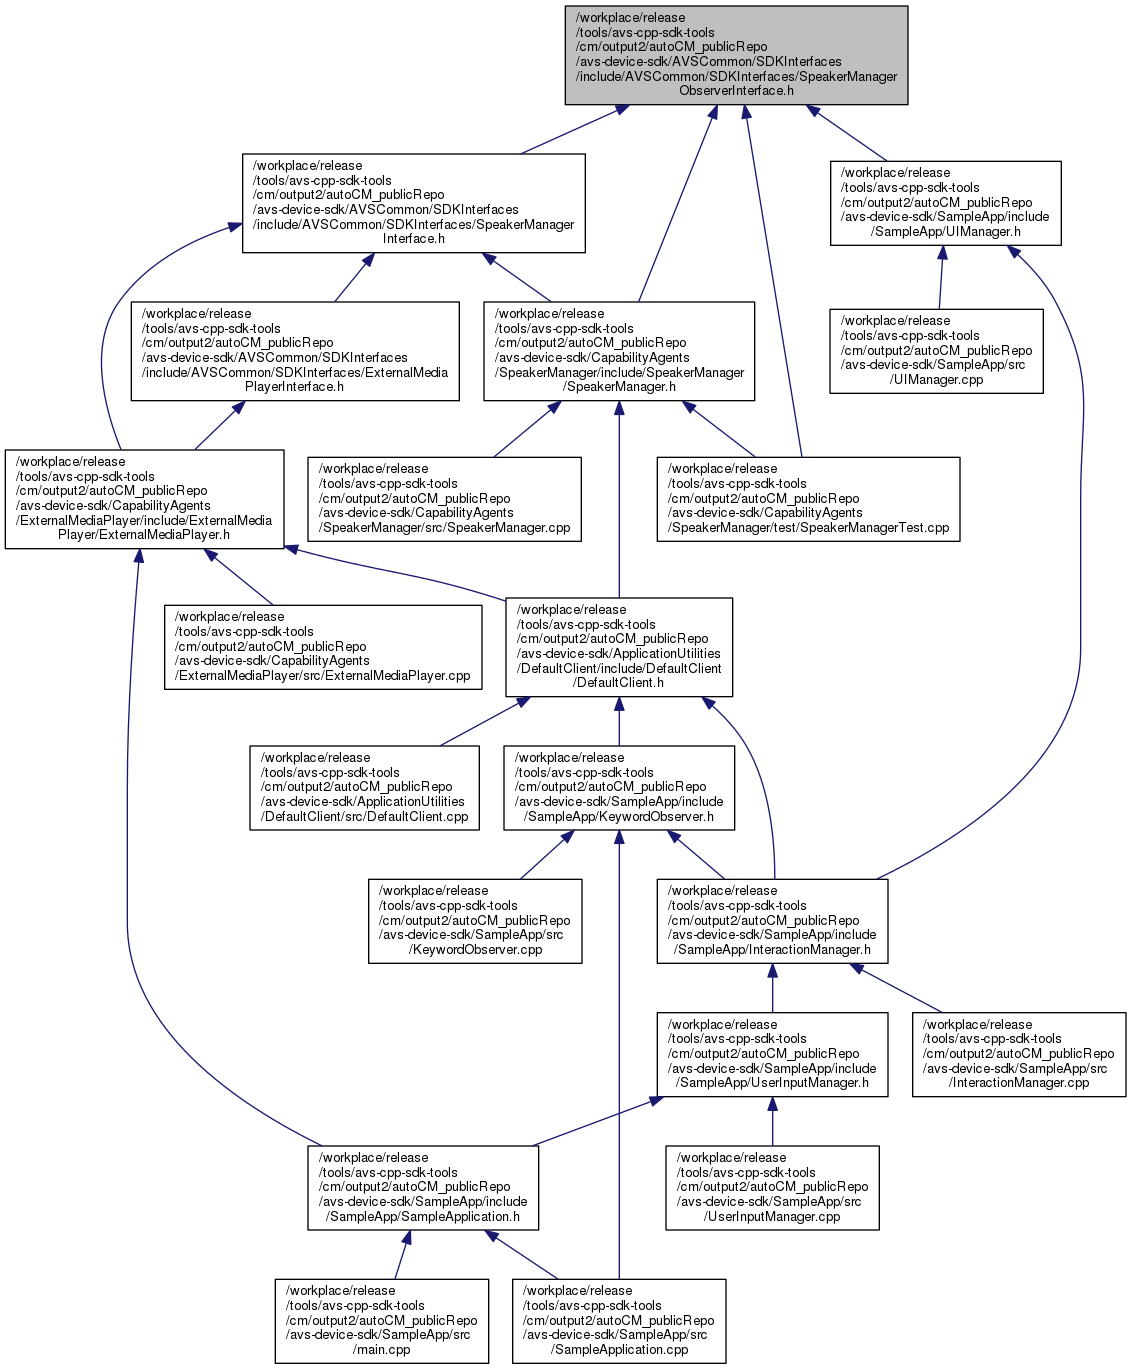 /workplace/release
/tools/avs-cpp-sdk-tools
/cm/output2/autoCM_publicRepo
/avs-device-sdk/AVSCommon/SDKInterfaces
/include/AVSCommon/SDKInterfaces/SpeakerManager
ObserverInterface.h
/workplace/release
/tools/avs-cpp-sdk-tools
/cm/output2/autoCM_publicRepo
/avs-device-sdk/AVSCommon/SDKInterfaces
/include/AVSCommon/SDKInterfaces/SpeakerManager
Interface.h
/workplace/release
/tools/avs-cpp-sdk-tools
/cm/output2/autoCM_publicRepo
/avs-device-sdk/SampleApp/include
/SampleApp/UIManager.h
/workplace/release
/tools/avs-cpp-sdk-tools
/cm/output2/autoCM_publicRepo
/avs-device-sdk/AVSCommon/SDKInterfaces
/include/AVSCommon/SDKInterfaces/ExternalMedia
PlayerInterface.h
/workplace/release
/tools/avs-cpp-sdk-tools
/cm/output2/autoCM_publicRepo
/avs-device-sdk/CapabilityAgents
/SpeakerManager/include/SpeakerManager
/SpeakerManager.h
/workplace/release
/tools/avs-cpp-sdk-tools
/cm/output2/autoCM_publicRepo
/avs-device-sdk/SampleApp/src
/UIManager.cpp
/workplace/release
/tools/avs-cpp-sdk-tools
/cm/output2/autoCM_publicRepo
/avs-device-sdk/CapabilityAgents
/ExternalMediaPlayer/include/ExternalMedia
Player/ExternalMediaPlayer.h
/workplace/release
/tools/avs-cpp-sdk-tools
/cm/output2/autoCM_publicRepo
/avs-device-sdk/CapabilityAgents
/SpeakerManager/src/SpeakerManager.cpp
/workplace/release
/tools/avs-cpp-sdk-tools
/cm/output2/autoCM_publicRepo
/avs-device-sdk/CapabilityAgents
/SpeakerManager/test/SpeakerManagerTest.cpp
/workplace/release
/tools/avs-cpp-sdk-tools
/cm/output2/autoCM_publicRepo
/avs-device-sdk/CapabilityAgents
/ExternalMediaPlayer/src/ExternalMediaPlayer.cpp
/workplace/release
/tools/avs-cpp-sdk-tools
/cm/output2/autoCM_publicRepo
/avs-device-sdk/ApplicationUtilities
/DefaultClient/include/DefaultClient
/DefaultClient.h
/workplace/release
/tools/avs-cpp-sdk-tools
/cm/output2/autoCM_publicRepo
/avs-device-sdk/ApplicationUtilities
/DefaultClient/src/DefaultClient.cpp
/workplace/release
/tools/avs-cpp-sdk-tools
/cm/output2/autoCM_publicRepo
/avs-device-sdk/SampleApp/include
/SampleApp/KeywordObserver.h
/workplace/release
/tools/avs-cpp-sdk-tools
/cm/output2/autoCM_publicRepo
/avs-device-sdk/SampleApp/src
/KeywordObserver.cpp
/workplace/release
/tools/avs-cpp-sdk-tools
/cm/output2/autoCM_publicRepo
/avs-device-sdk/SampleApp/include
/SampleApp/InteractionManager.h
/workplace/release
/tools/avs-cpp-sdk-tools
/cm/output2/autoCM_publicRepo
/avs-device-sdk/SampleApp/include
/SampleApp/UserInputManager.h
/workplace/release
/tools/avs-cpp-sdk-tools
/cm/output2/autoCM_publicRepo
/avs-device-sdk/SampleApp/src
/InteractionManager.cpp
/workplace/release
/tools/avs-cpp-sdk-tools
/cm/output2/autoCM_publicRepo
/avs-device-sdk/SampleApp/include
/SampleApp/SampleApplication.h
/workplace/release
/tools/avs-cpp-sdk-tools
/cm/output2/autoCM_publicRepo
/avs-device-sdk/SampleApp/src
/UserInputManager.cpp
/workplace/release
/tools/avs-cpp-sdk-tools
/cm/output2/autoCM_publicRepo
/avs-device-sdk/SampleApp/src
/main.cpp
/workplace/release
/tools/avs-cpp-sdk-tools
/cm/output2/autoCM_publicRepo
/avs-device-sdk/SampleApp/src
/SampleApplication.cpp